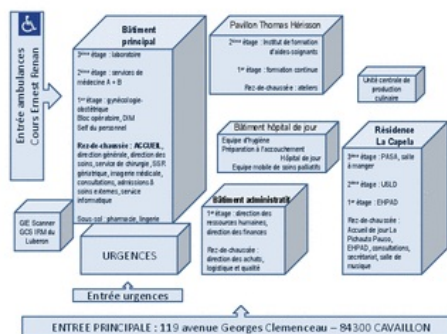 Entrée ambulances
Cours Ernest Renan
Bâtiment
principal
3ème étage : laboratoire
2ème étage : services de
médecine A + B
1er étage : gynécologie-
obstétrique
Bloc opératoire, DIM
Self du personnel
Rez-de-chaussée : ACCUEIL,
direction générale, direction des
soins, service de chirurgie, SSR
gériatrique, imagerie médicale,
consultations, admissions &
soins externes, service
informatique
Sous-sol : pharmacie, lingerie
Pavillon Thomas Hérisson
2ème étage : Institut de formation
d'aides-soignants
1er étage : formation continue
Rez-de-chaussée : ateliers
Unité centrale de
production
culinaire
Bâtiment hôpital de jour
Equipe d'hygiène
Préparation à l'accouchement
Hôpital de jour
Equipe mobile de soins palliatifs
Résidence
La Capela
3ème étage : PASA, salle à
manger
2ème étage : USLD
1er étage : EHPAD
Rez-de-chaussée :
Accueil de jour La
Pichoto Pauso,
EHPAD, consultations,
secrétariat, salle de
musique
Bâtiment administratif
1er étage : direction des
ressources humaines,
direction des finances
Rez-de-chaussée :
direction des achats,
logistique et qualité
GIE Scanner
GCS IRM du
Luberon
URGENCES
Entrée urgences
ENTREE PRINCIPALE : 119 avenue Georges Clemenceau – 84300 CAVAILLON